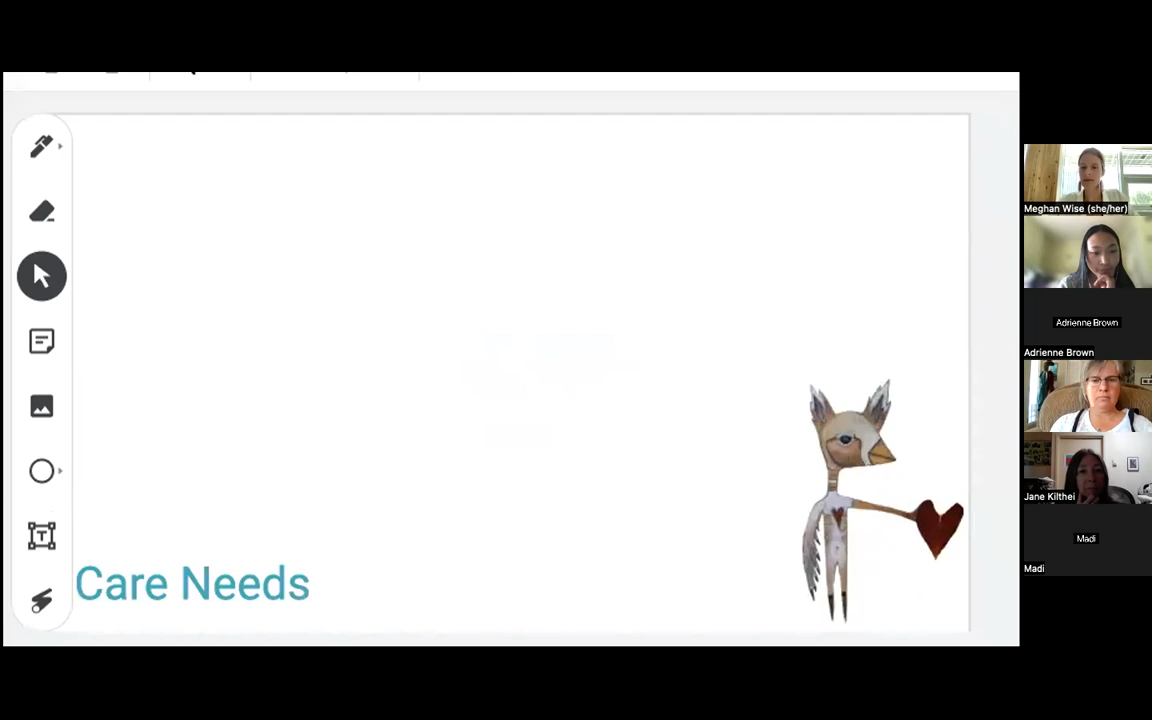 Care Needs
Meghan Wise (she/her)
Adrienne Brown
Adrienne Brown
Jane Kilthei
Madi
Madi